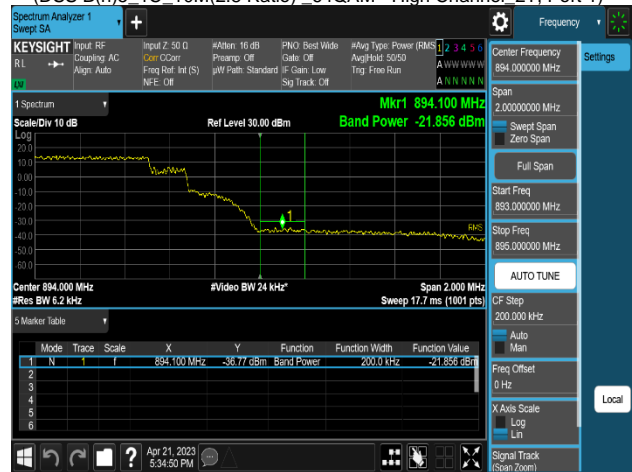 Spectrum Analyzer 1
Swept SA
Frequency
KEYSIGHT
Input: RF
Input Z: 50 Ω
#Atten: 16 dB
PNO: Best Wide
#Avg Type: Power (RMS
1 2 3 4 5 6
RL
Coupling: AC
Corr CCorr
Preamp: Off
Gate: Off
Avg|Hold: 50/50
A W W W W W
Align: Auto
Freq Ref: Int (S)
µW Path: Standard
IF Gain: Low
Trig: Free Run
LW
NFE: Off
Sig Track: Off
A N N N N N
Center Frequency
894.000000 MHz
Settings
1 Spectrum
Mkr1 894.100 MHz
Scale/Div 10 dB
Ref Level 30.00 dBm
Band Power -21.856 dBm
Span
2.00000000 MHz
Swept Span
Zero Span
Log
20.0
10.0
0.00
-10.0
-20.0
-30.0
-40.0
-50.0
-60.0
1
RMS
Full Span
Start Freq
893.000000 MHz
Stop Freq
895.000000 MHz
AUTO TUNE
Center 894.000 MHz
#Video BW 24 kHz*
Span 2.000 MHz
#Res BW 6.2 kHz
Sweep 17.7 ms (1001 pts)
CF Step
200.000 kHz
Auto
Man
5 Marker Table
Mode Trace Scale X Y Function Function Width Function Value
1 N 1 f 894.100 MHz -36.77 dBm Band Power 200.0 kHz -21.856 dBm
2
3
4
5
6
Freq Offset
0 Hz
X Axis Scale
Log
Lin
Local
Signal Track
(Span Zoom)
?
Apr 21, 2023
5:34:50 PM